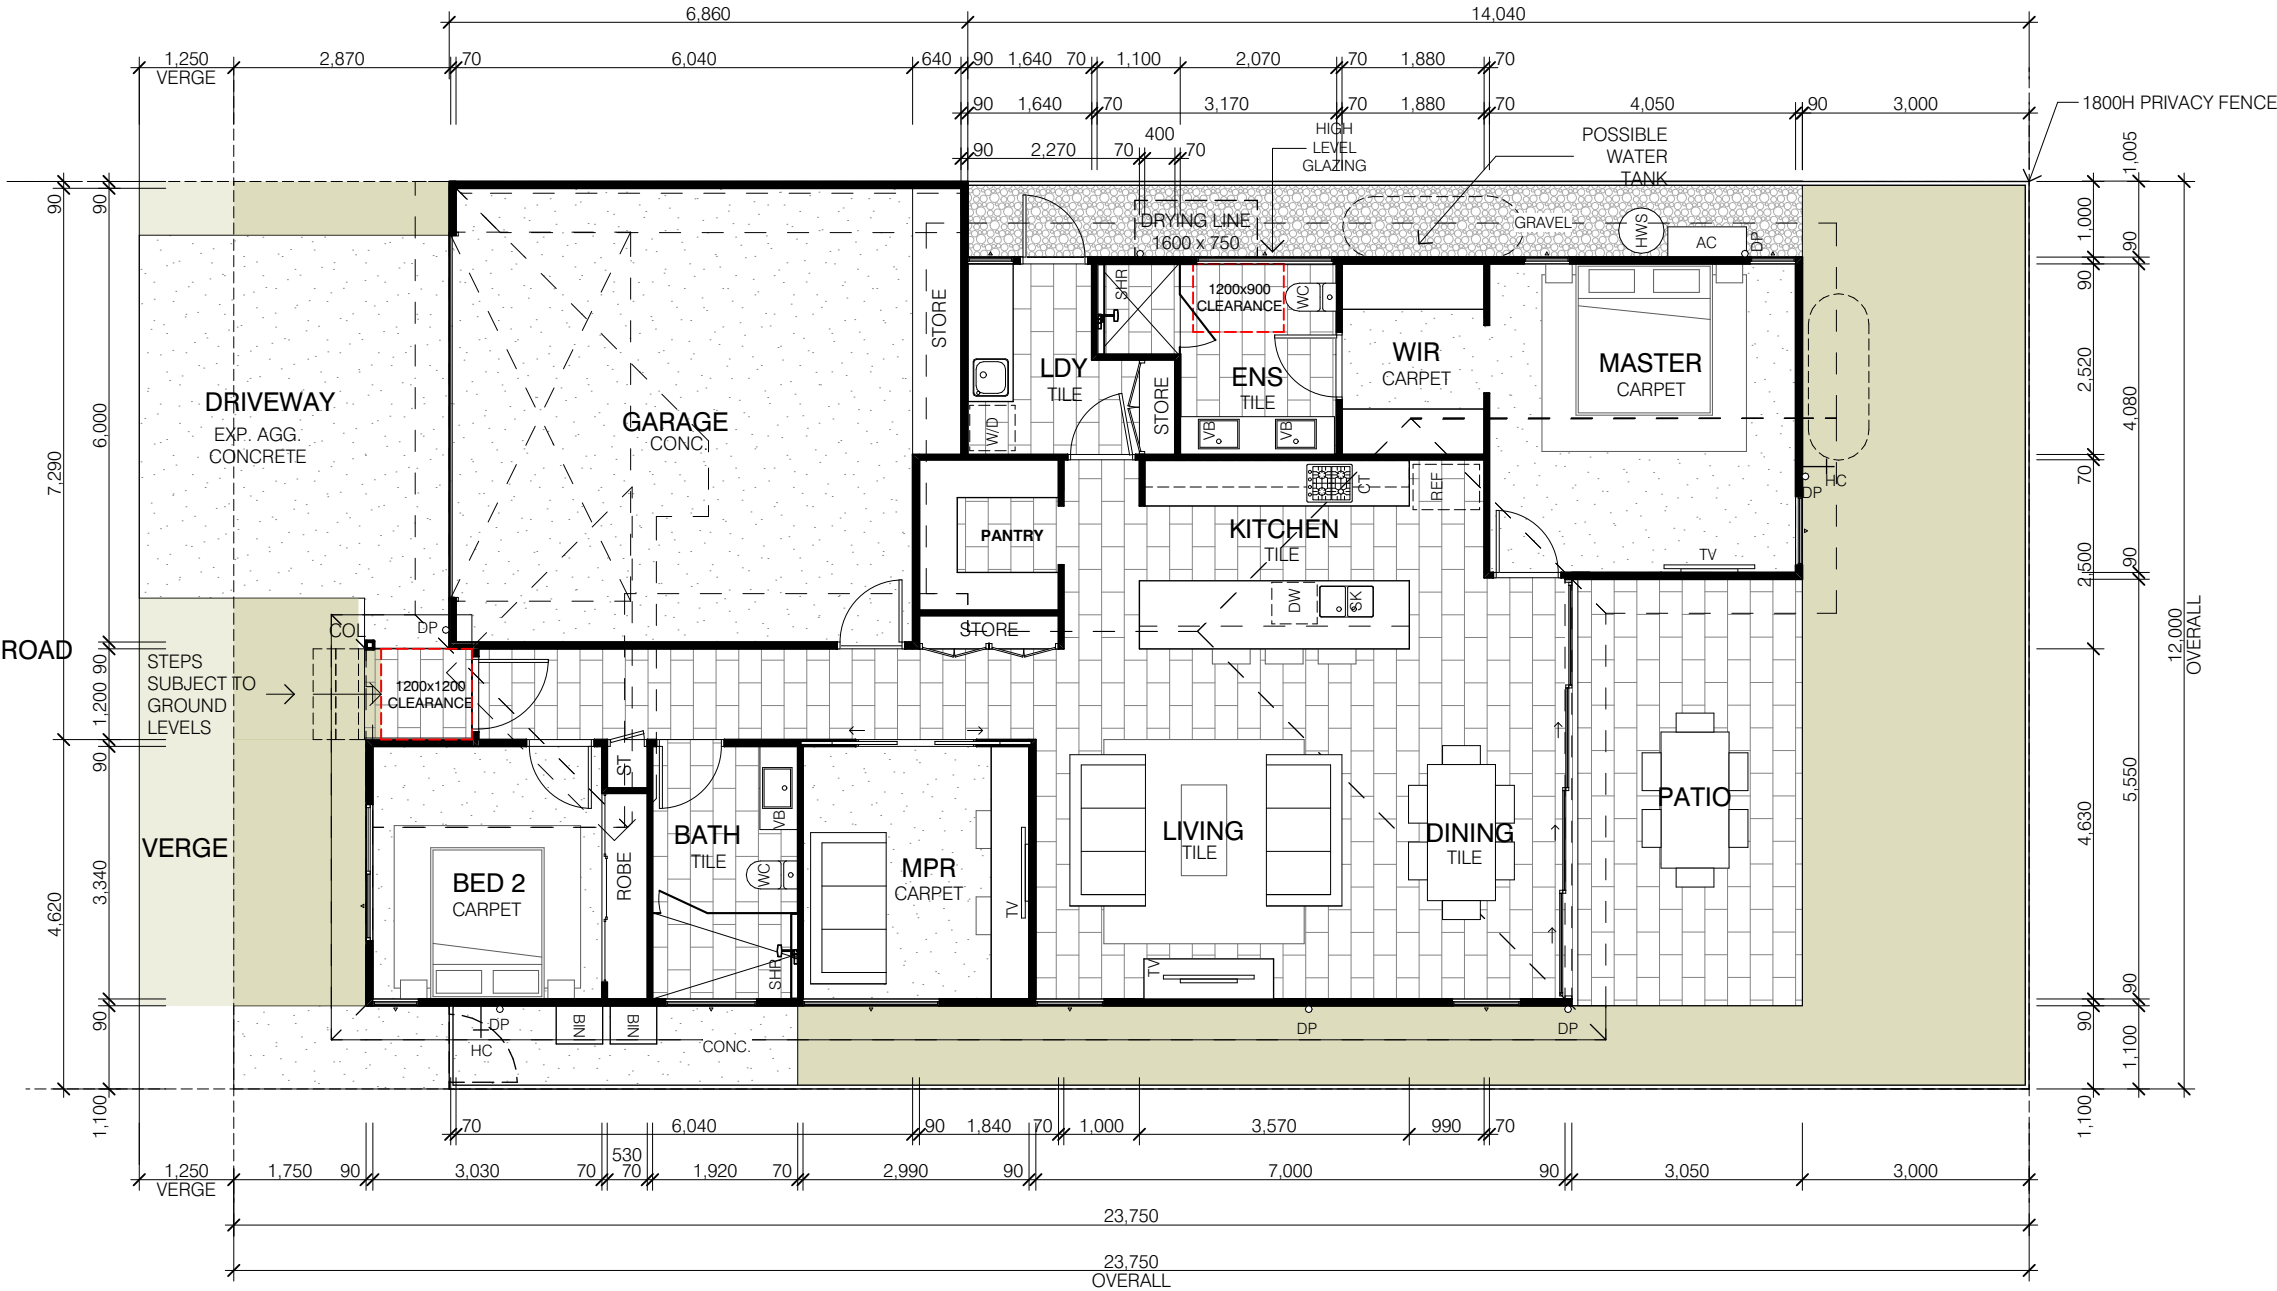 6,860
14,040
1,250
VERGE
2,870
70
6,040
640
90
1,640
70
1,100
2,070
70
1,880
70
90
1,640
70
3,170
70
1,880
70
4,050
90
3,000
1800H PRIVACY FENCE
400
90
2,270
70
70
HIGH
LEVEL
GLAZING
POSSIBLE
WATER
TANK
1,005
90
90
1,000
90
DRYING LINE
1600 x 750
GRAVEL
HWS
AC
DP
STORE
SHR
1200x900
CLEARANCE
WC
90
2,520
4,080
LDY
TILE
WIR
CARPET
MASTER
CARPET
ENS
TILE
STORE
DRIVEWAY
EXP. AGG.
CONCRETE
GARAGE
CONC.
6,000
7,290
W/D
VB
VB
CT
REF
70
DP
HC
PANTRY
KITCHEN
TILE
TV
2,500
90
DW
SK
STORE
COL
DP
ROAD
STEPS
SUBJECT TO
GROUND
LEVELS
90
1,200
1200x1200
CLEARANCE
12,000
OVERALL
90
ST
VB
PATIO
5,550
VERGE
BATH
TILE
LIVING
TILE
DINING
TILE
4,630
3,340
4,620
BED 2
CARPET
ROBE
WC
MPR
CARPET
TV
SHR
TV
90
90
90
DP
HC
BIN
BIN
CONC.
DP
DP
1,100
1,100
1,100
70
6,040
90
1,840
70
1,000
3,570
990
70
530
1,250
VERGE
1,750
90
3,030
70
70
1,920
70
2,990
90
7,000
90
3,050
3,000
23,750
23,750
OVERALL